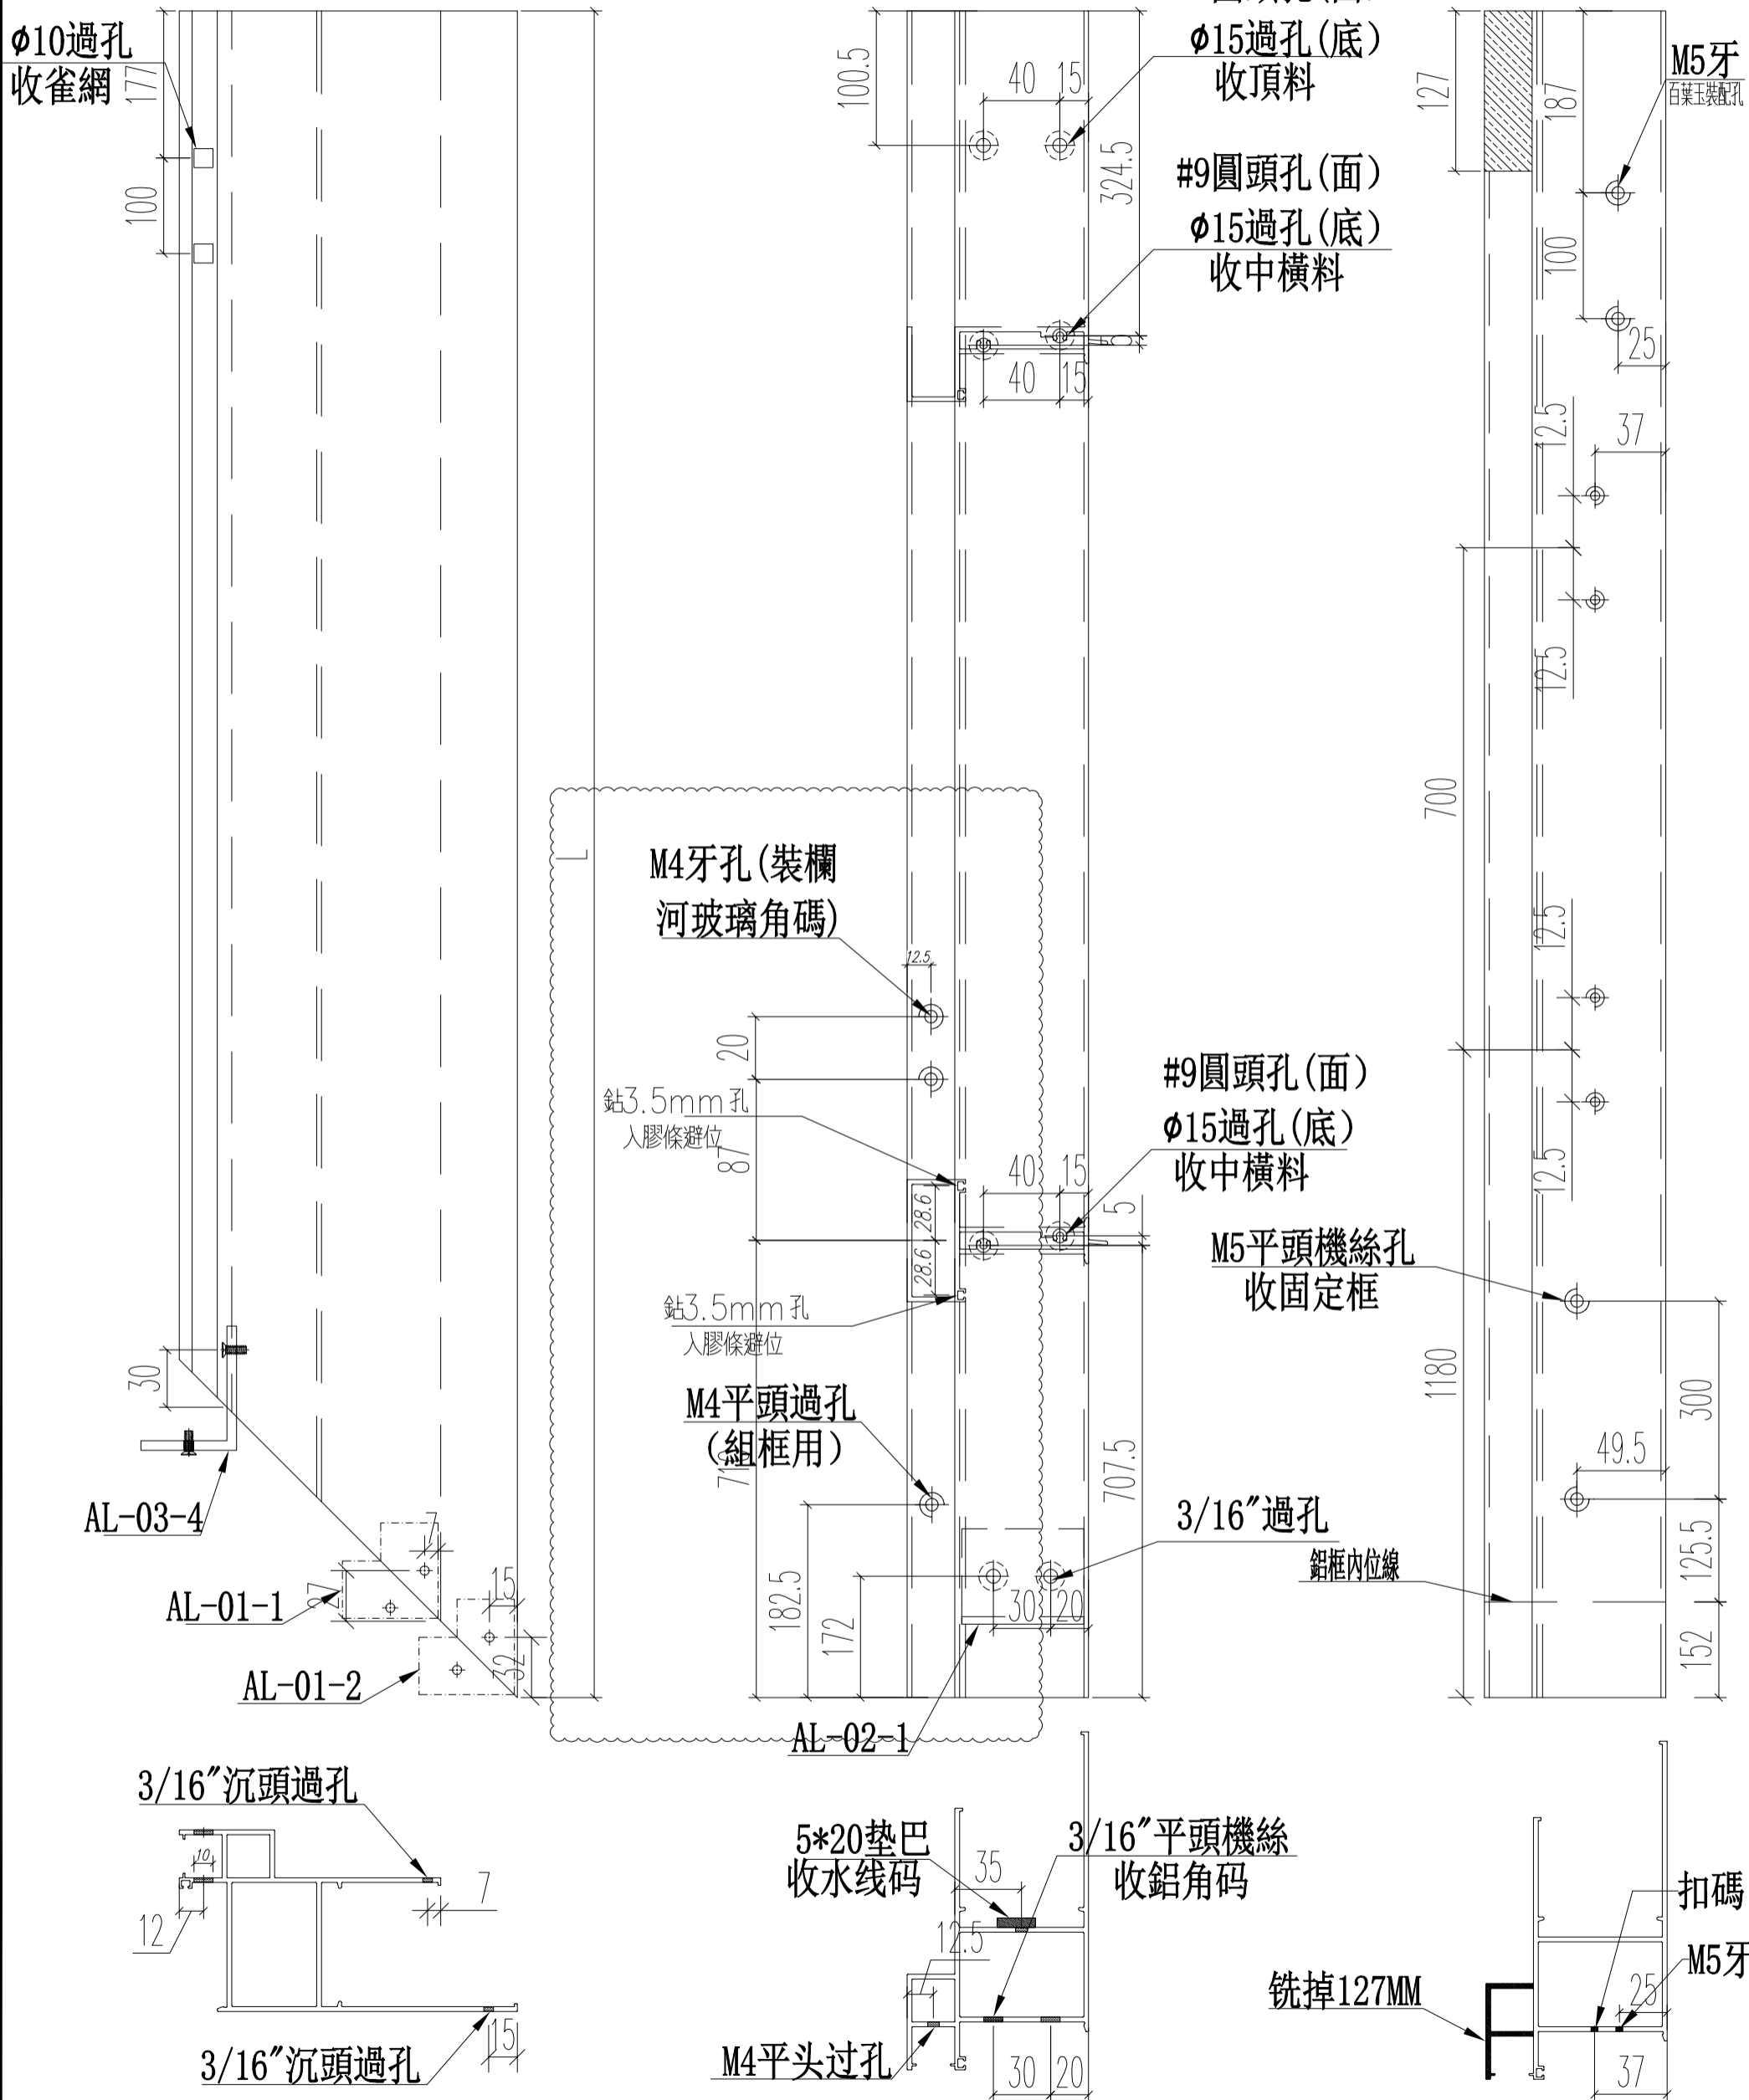 ϕ10過孔
收雀網
177
100
30
AL-03-4
AL-01-1
AL-01-2
27
7
15
32
L
100.5
40
15
ϕ15過孔(底)
收頂料
324.5
#9圓頭孔(面)
ϕ15過孔(底)
收中橫料
40
15
M4牙孔(裝欄
河玻璃角碼)
12.5
20
鉆3.5mm孔
入膠條避位
87
40
15
5
28.6
28.6
#9圓頭孔(面)
ϕ15過孔(底)
收中橫料
鉆3.5mm孔
入膠條避位
M4平頭過孔
(組框用)
707.5
3/16"過孔
182.5
172
30
20
AL-02-1
127
187
M5牙
百葉玉裝配孔
100
25
12.5
37
12.5
700
12.5
12.5
M5平頭機絲孔
收固定框
1180
300
49.5
鋁框內位線
125.5
152
3/16"沉頭過孔
10
12
7
15
3/16"沉頭過孔
5*20垫巴
收水线码
35
3/16"平頭機絲
收鋁角码
12.5
M4平头过孔
30
20
铣掉127MM
扣碼
M5牙
25
37